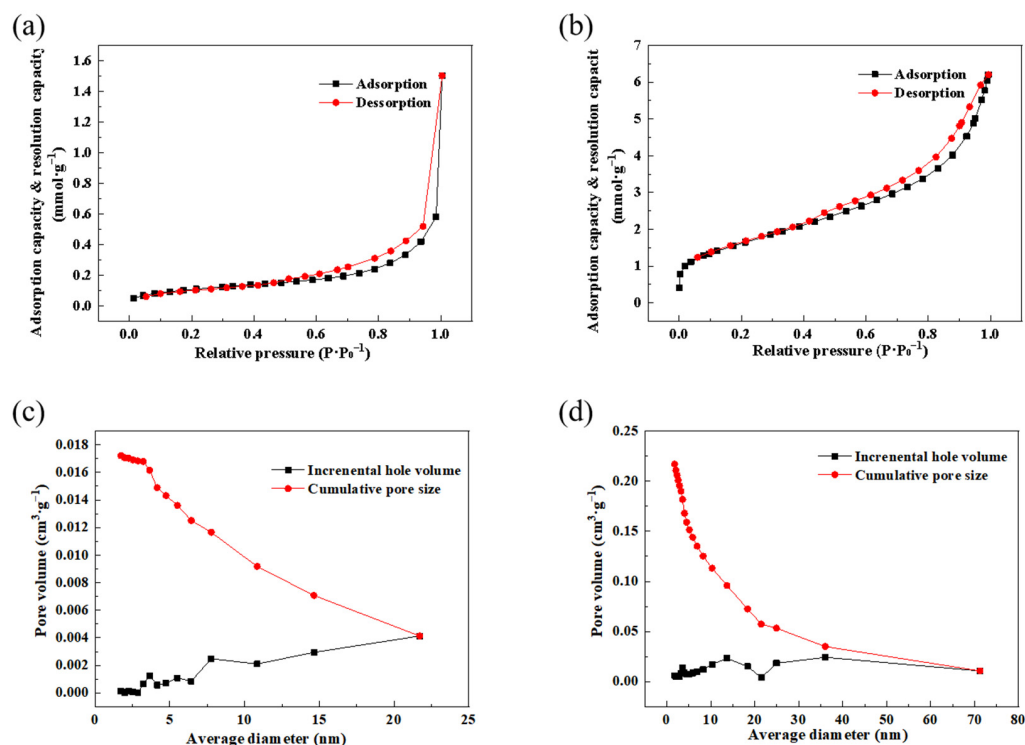 (a)
Adsorption capacity & resolution capacity
(mmol·g⁻¹)
1.6
1.4
1.2
1.0
0.8
0.6
0.4
0.2
0.0
Adsorption
Dessorption
0.0 0.2 0.4 0.6 0.8 1.0
Relative pressure (P·P₀⁻¹)
(b)
Adsorption capacity & resolution capacit
(mmol·g⁻¹)
7
6
5
4
3
2
1
0
Adsorption
Desorption
0.0 0.2 0.4 0.6 0.8 1.0
Relative pressure (P·P₀⁻¹)
(c)
Pore volume (cm³·g⁻¹)
0.020
0.018
0.016
0.014
0.012
0.010
0.008
0.006
0.004
0.002
0.000
Increnental hole volume
Cumulative pore size
0 5 10 15 20 25
Average diameter (nm)
(d)
Pore volume (cm³·g⁻¹)
0.25
0.20
0.15
0.10
0.05
0.00
Incremental hole volume
Cumulative pore size
0 10 20 30 40 50 60 70 80
Average diameter (nm)